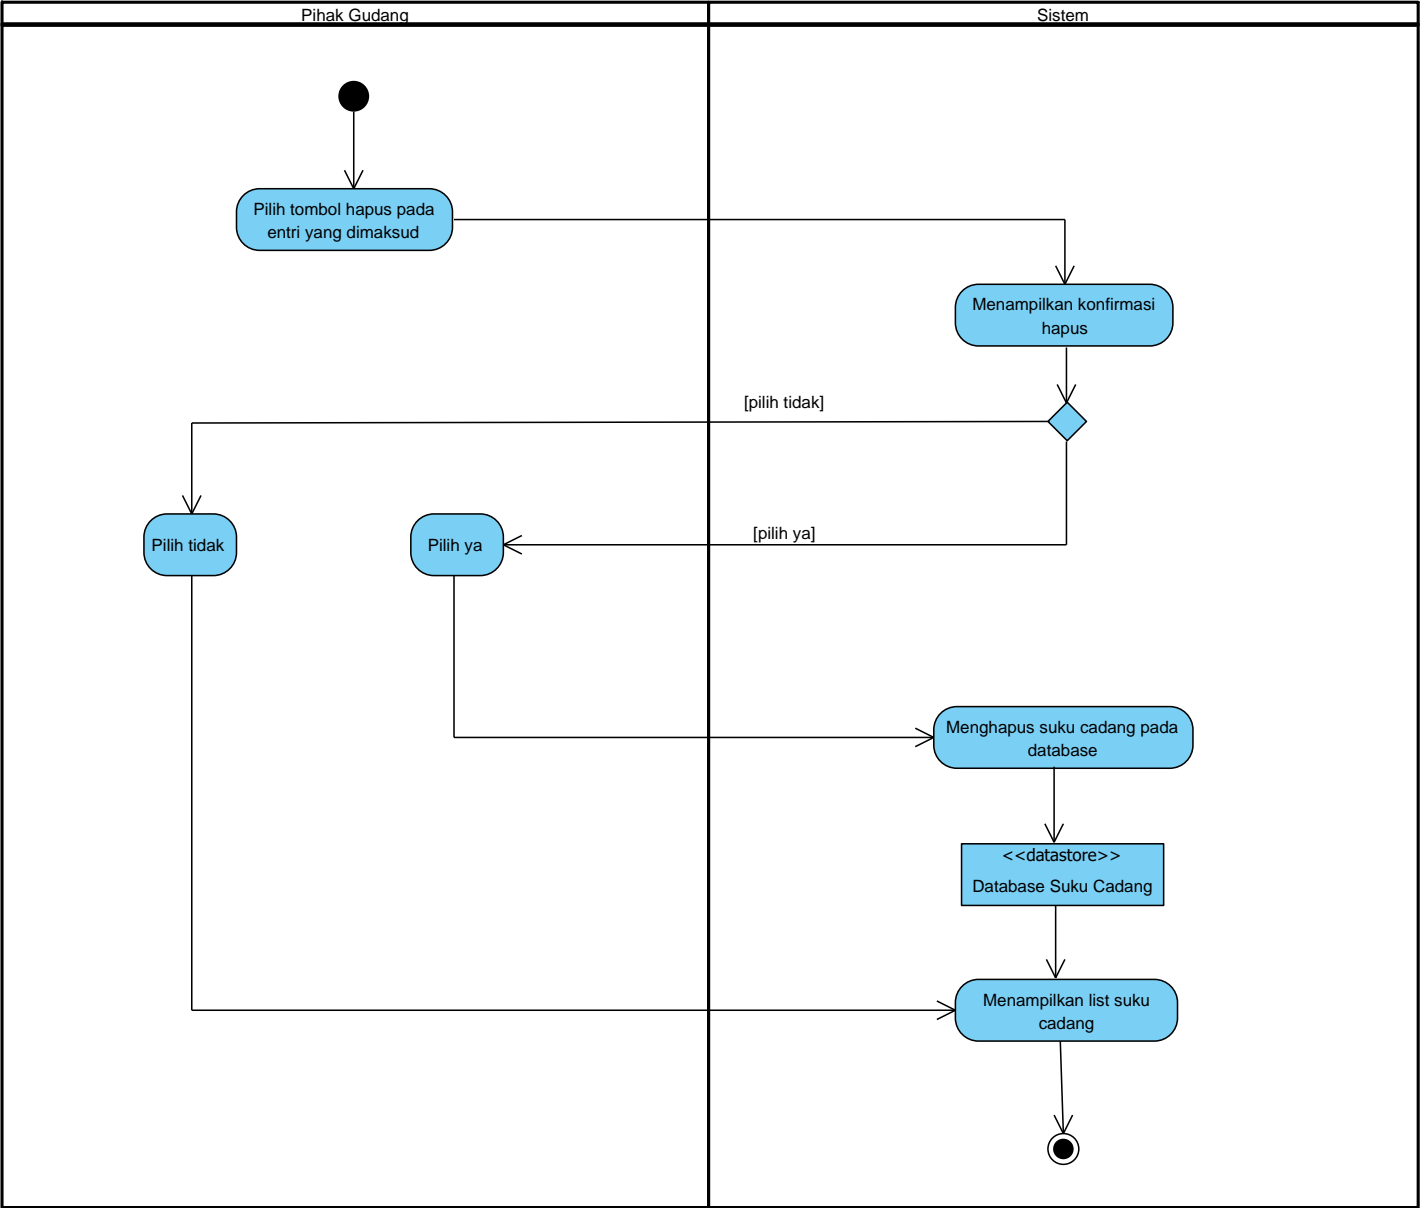 Pihak Gudang
Sistem
Pilih tombol hapus pada
entri yang dimaksud
Menampilkan konfirmasi
hapus
[pilih tidak]
[pilih ya]
Pilih tidak
Pilih ya
Menghapus suku cadang pada
database
<<datastore>>
Database Suku Cadang
Menampilkan list suku
cadang